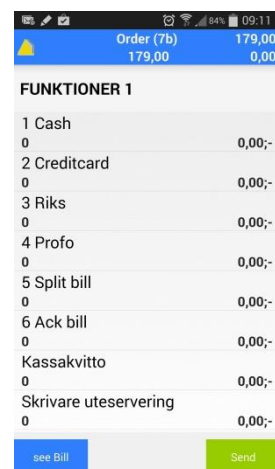 84% 09:11
Order (7b) 179,00
179,00 0,00
FUNKTIONER 1
1 Cash
0 0,00;-
2 Creditcard
0 0,00;-
3 Riks
0 0,00;-
4 Profo
0 0,00;-
5 Split bill
0 0,00;-
6 Ack bill
0 0,00;-
Kassakvitto
0 0,00;-
Skrivare uteservering
0 0,00;-
see Bill Send